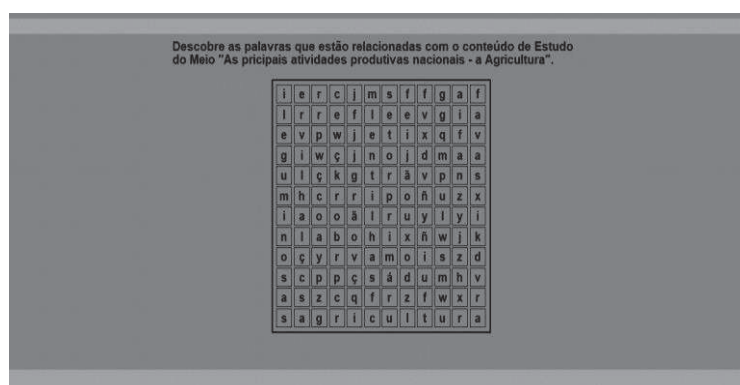 Descobre as palavras que estão relacionadas com o conteúdo de Estudo
do Meio "As pricipais atividades produtivas nacionais - a Agricultura".
i e r c j m s f f g a f
l r r e f l e e v g i a
e v p w j e t i x q f v
g i w ç j n o j d m a a
u l ç k g t r ã v p n s
m h c r r i p o ñ u z x
i a o o ã l r u y l y i
n l a b o h i x ñ w j k
o ç y r v a m o i s z d
s c p p ç s á d u m h v
a s z c q f r z f w x r
s a g r i c u l t u r a